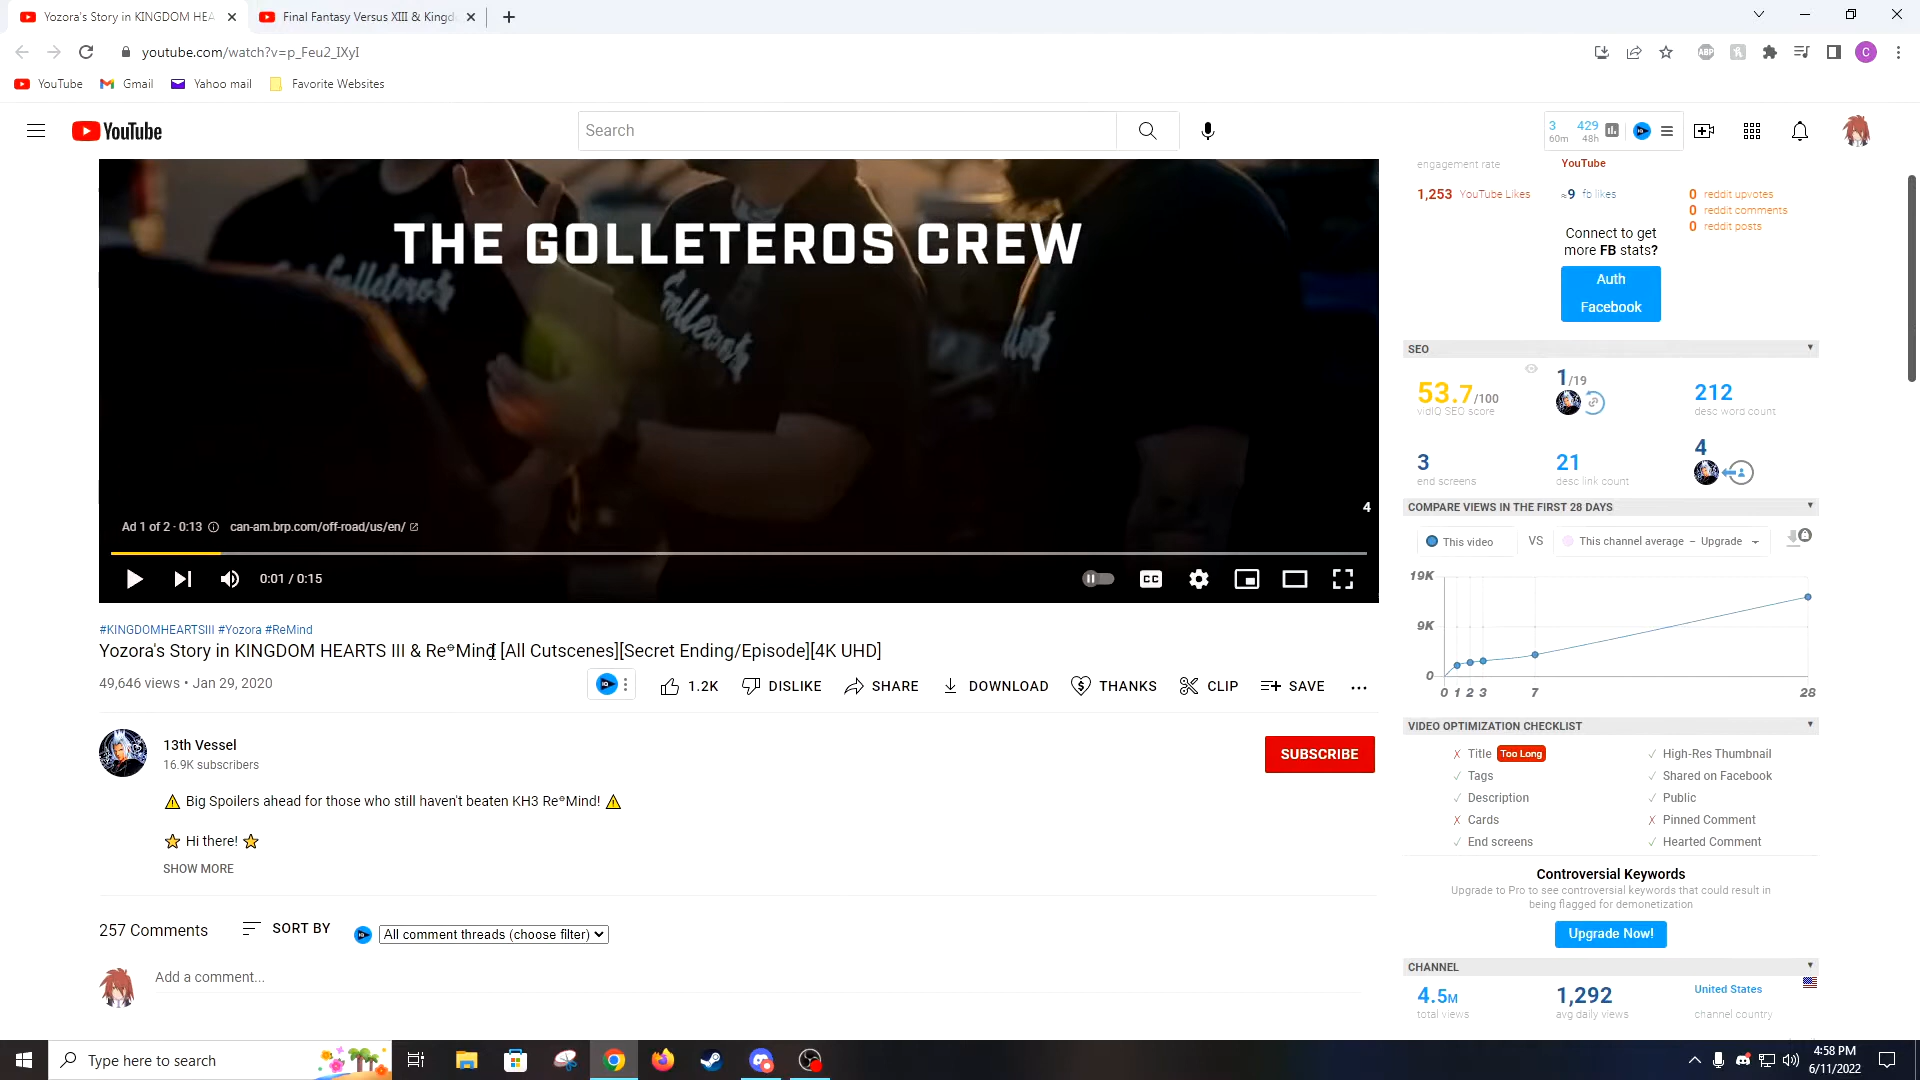 Yozora's Story in KINGDOM HEA
Final Fantasy Versus XIII & Kingd
youtube.com/watch?v=p_Feu2_IXyI
ABP
C
YouTube
Gmail
Yahoo mail
Favorite Websites
YouTube
Search
3
60m
429
48h
THE GOLLETEROS CREW
Golleteros
Golleteros
4
Ad 1 of 2 · 0:13
can-am.brp.com/off-road/us/en/
0:01 / 0:15
CC
#KINGDOMHEARTSIII #Yozora #ReMind
Yozora's Story in KINGDOM HEARTS III & Re°Mind [All Cutscenes][Secret Ending/Episode][4K UHD]
49,646 views • Jan 29, 2020
1.2K
DISLIKE
SHARE
DOWNLOAD
THANKS
CLIP
SAVE
13th Vessel
16.9K subscribers
SUBSCRIBE
⚠ Big Spoilers ahead for those who still haven't beaten KH3 Re°Mind! ⚠
⭐ Hi there! ⭐
SHOW MORE
257 Comments
SORT BY
All comment threads (choose filter)
Add a comment...
engagement rate
YouTube
1,253 YouTube Likes
≈9 fb likes
0 reddit upvotes
0 reddit comments
0 reddit posts
Connect to get
more FB stats?
Auth
Facebook
SEO
53.7/100
vidIQ SEO score
1/19
212
desc word count
3
end screens
21
desc link count
4
COMPARE VIEWS IN THE FIRST 28 DAYS
This video
VS
This channel average – Upgrade
19K
9K
0
0 1 2 3 7 28
VIDEO OPTIMIZATION CHECKLIST
✗ Title Too Long
✓ High-Res Thumbnail
✓ Tags
✓ Shared on Facebook
✓ Description
✓ Public
✗ Cards
✗ Pinned Comment
✓ End screens
✓ Hearted Comment
Controversial Keywords
Upgrade to Pro to see controversial keywords that could result in
being flagged for demonetization
Upgrade Now!
CHANNEL
4.5M
total views
1,292
avg daily views
United States
channel country
Type here to search
4:58 PM
6/11/2022